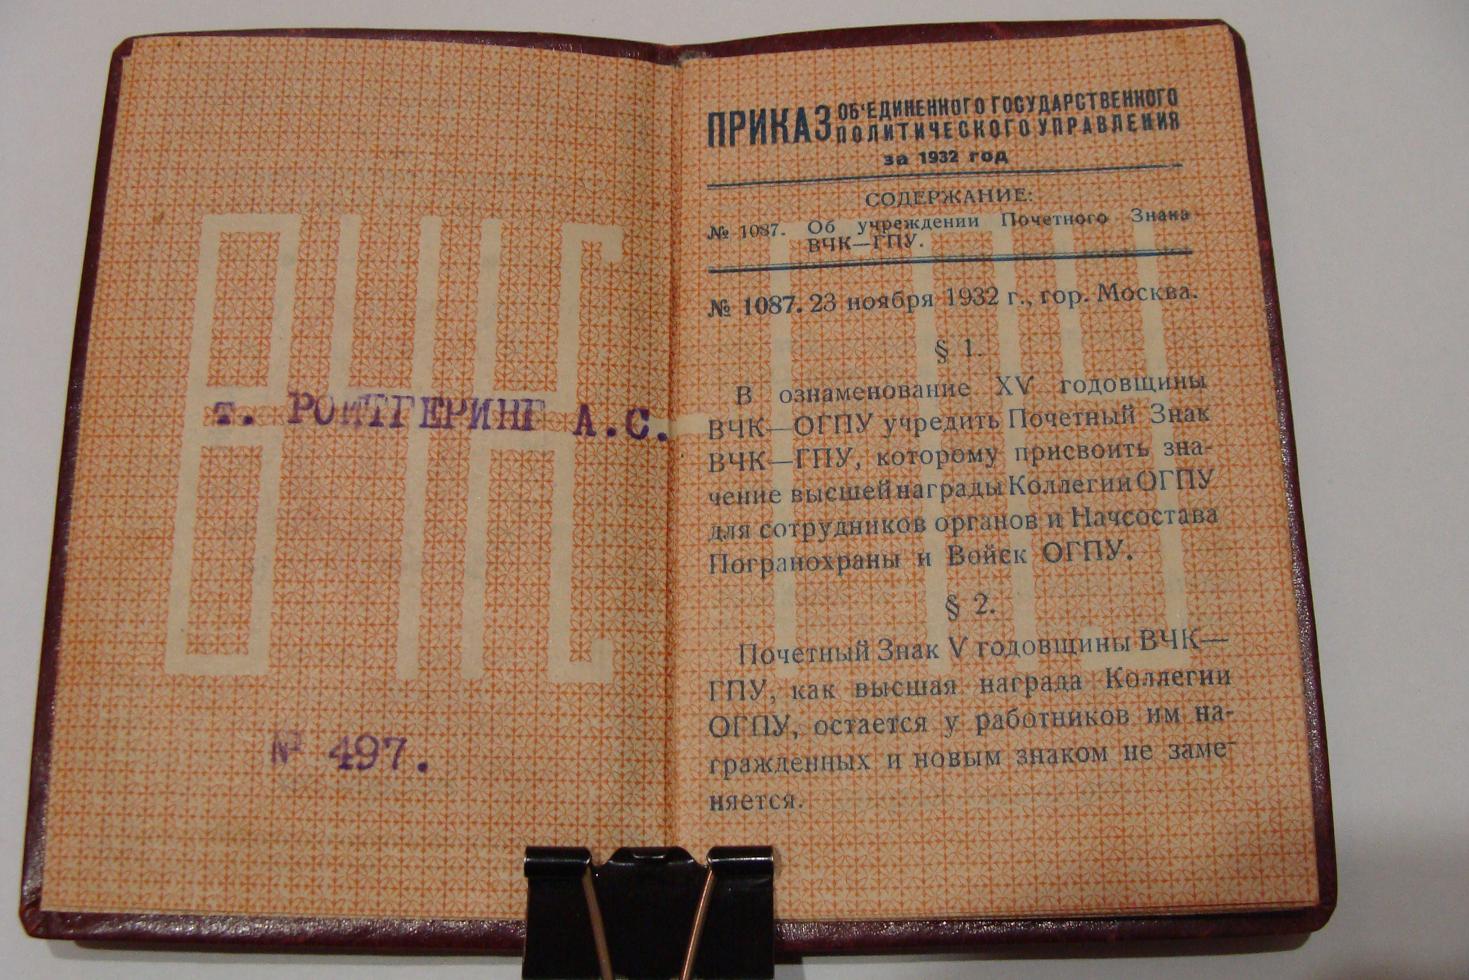 т. РОМТГЕРИНГ А.С.
№ 497.
ПРИКАЗ ОБ'ЕДИНЕННОГО ГОСУДАРСТВЕННОГО
ПОЛИТИЧЕСКОГО УПРАВЛЕНИЯ
за 1932 год
СОДЕРЖАНИЕ:
№ 1087. Об учреждении Почетного Знака
ВЧК—ГПУ.
№ 1087. 23 ноября 1932 г., гор. Москва.
§ 1.
В ознаменование XV годовщины
ВЧК—ОГПУ учредить Почетный Знак
ВЧК—ГПУ, которому присвоить зна-
чение высшей награды Коллегии ОГПУ
для сотрудников органов и Начсостава
Погранохраны и Войск ОГПУ.
§ 2.
Почетный Знак V годовщины ВЧК—
ГПУ, как высшая награда Коллегии
ОГПУ, остается у работников им на-
гражденных и новым знаком не заме-
няется.